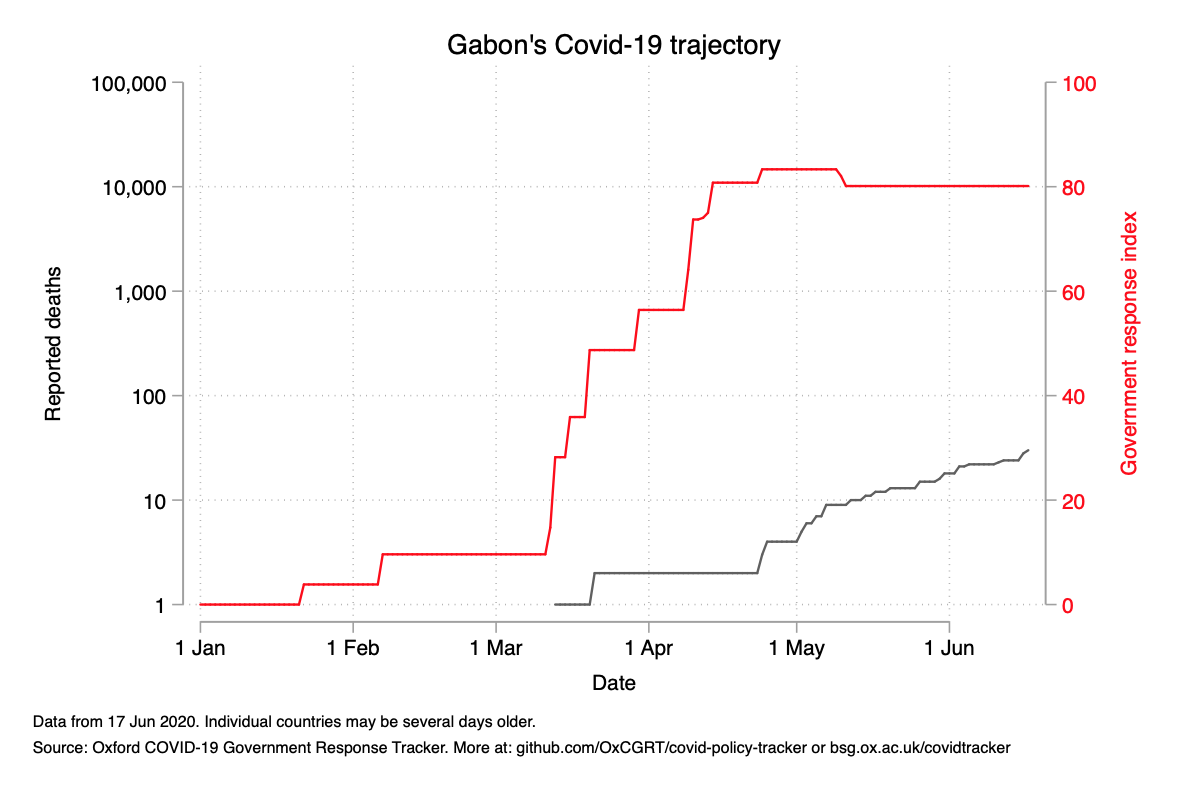 Gabon's Covid-19 trajectory
100,000
10,000
1,000
100
10
1
Reported deaths
100
80
60
40
20
0
Government response index
1 Jan 1 Feb 1 Mar 1 Apr 1 May 1 Jun
Date
Data from 17 Jun 2020. Individual countries may be several days older.
Source: Oxford COVID-19 Government Response Tracker. More at: github.com/OxCGRT/covid-policy-tracker or bsg.ox.ac.uk/covidtracker